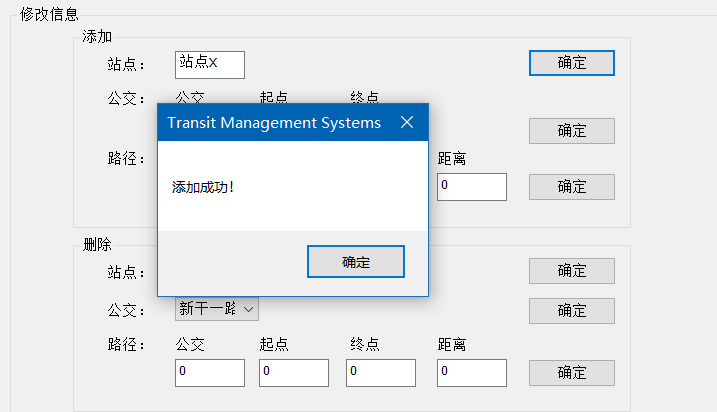 修改信息
添加
站点： 站点X 确定
公交： 公交 起点 终点
确定
路径： 距离
0 确定
Transit Management Systems
添加成功!
确定
删除
站点： 确定
公交： 新干一路 确定
路径： 公交 起点 终点 距离
0 0 0 0 确定